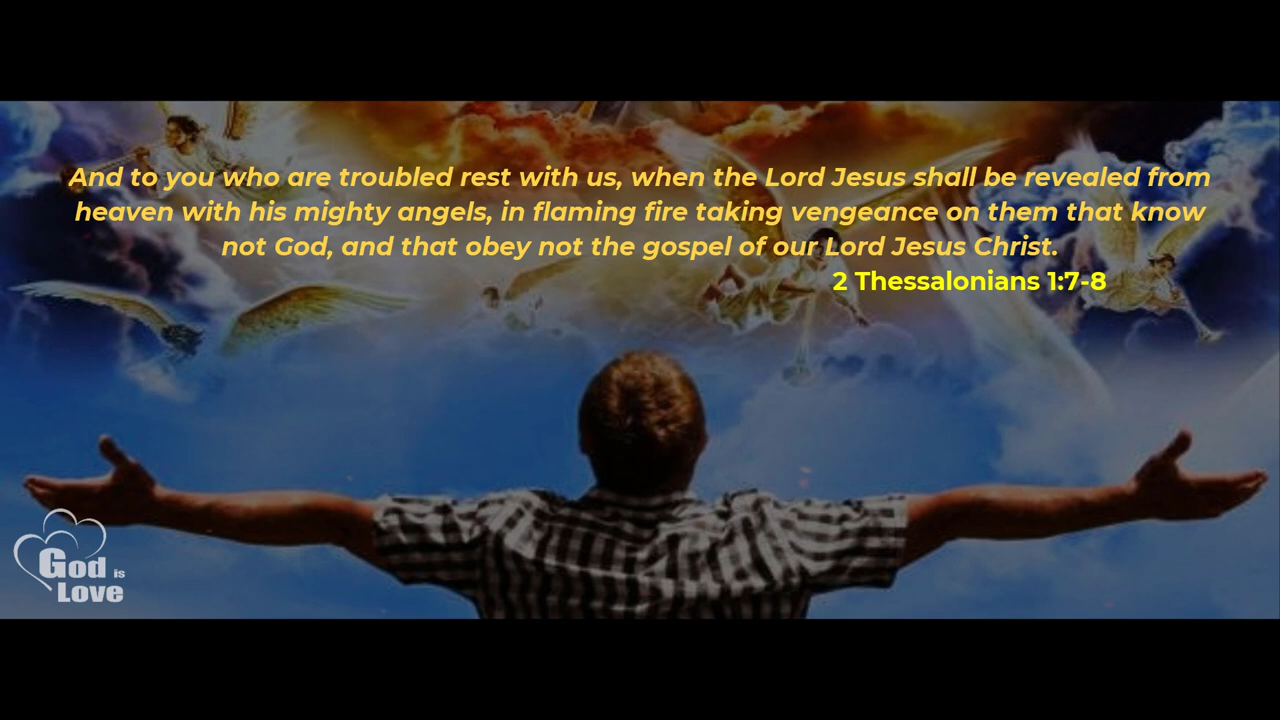 And to you who are troubled rest with us, when the Lord Jesus shall be revealed from
heaven with his mighty angels, in flaming fire taking vengeance on them that know
not God, and that obey not the gospel of our Lord Jesus Christ.
2 Thessalonians 1:7-8
God is
Love